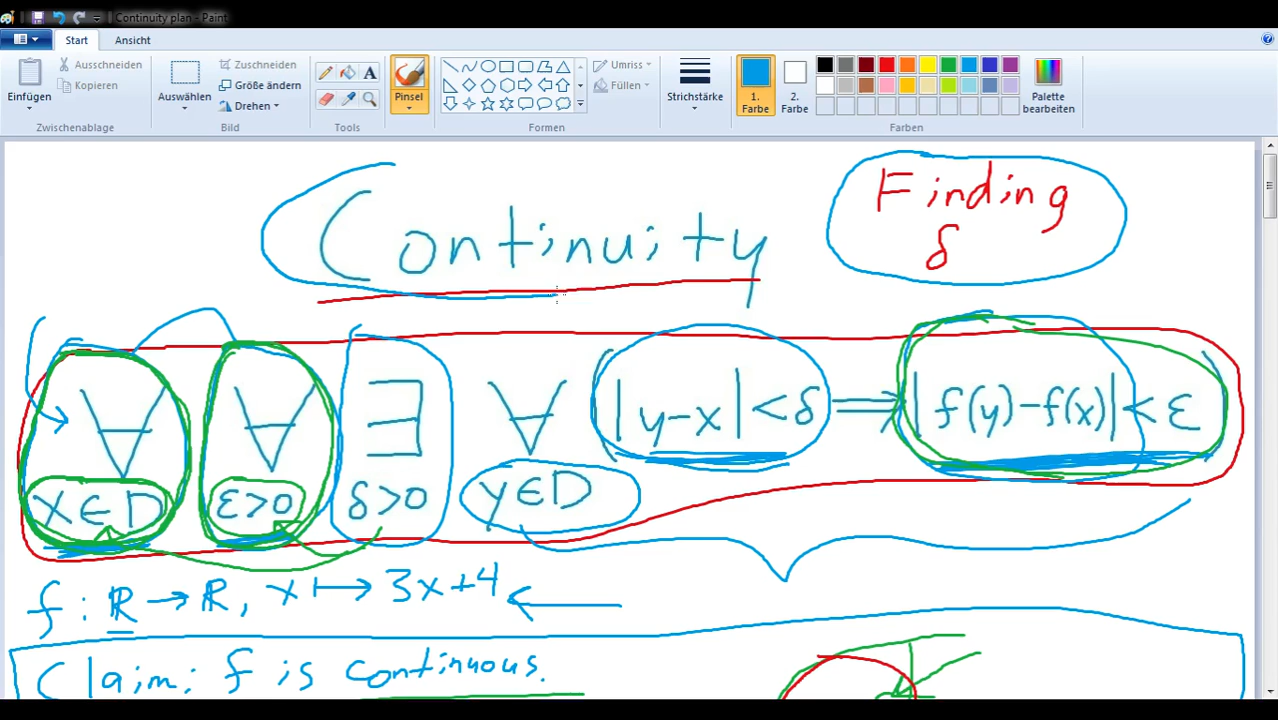 Continuity plan - Paint
Start Ansicht
Einfügen
Ausschneiden
Kopieren
Zwischenablage
Auswählen
Zuschneiden
Größe ändern
Drehen
Bild
A
Tools
Pinsel
Umriss
Füllen
Formen
Strichstärke
1. Farbe
2. Farbe
Palette bearbeiten
Farben
Continuity
Finding
δ
∀ ∀ ∃ ∀ (|y-x| < δ ⟹ |f(y)-f(x)| < ε)
x∈D ε>0 δ>0 y∈D
f: ℝ → ℝ, x ↦ 3x+4
Claim: f is continuous.